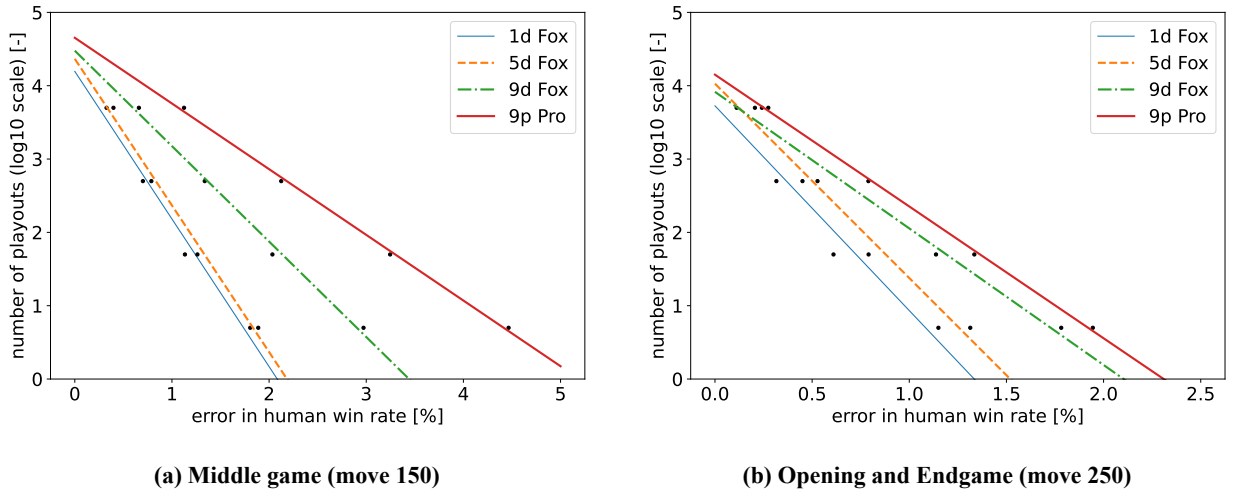 5
4
3
2
1
0
number of playouts (log10 scale) [-]
0
1
2
3
4
5
error in human win rate [%]
1d Fox
5d Fox
9d Fox
9p Pro
(a) Middle game (move 150)
5
4
3
2
1
0
number of playouts (log10 scale) [-]
0.0
0.5
1.0
1.5
2.0
2.5
error in human win rate [%]
1d Fox
5d Fox
9d Fox
9p Pro
(b) Opening and Endgame (move 250)